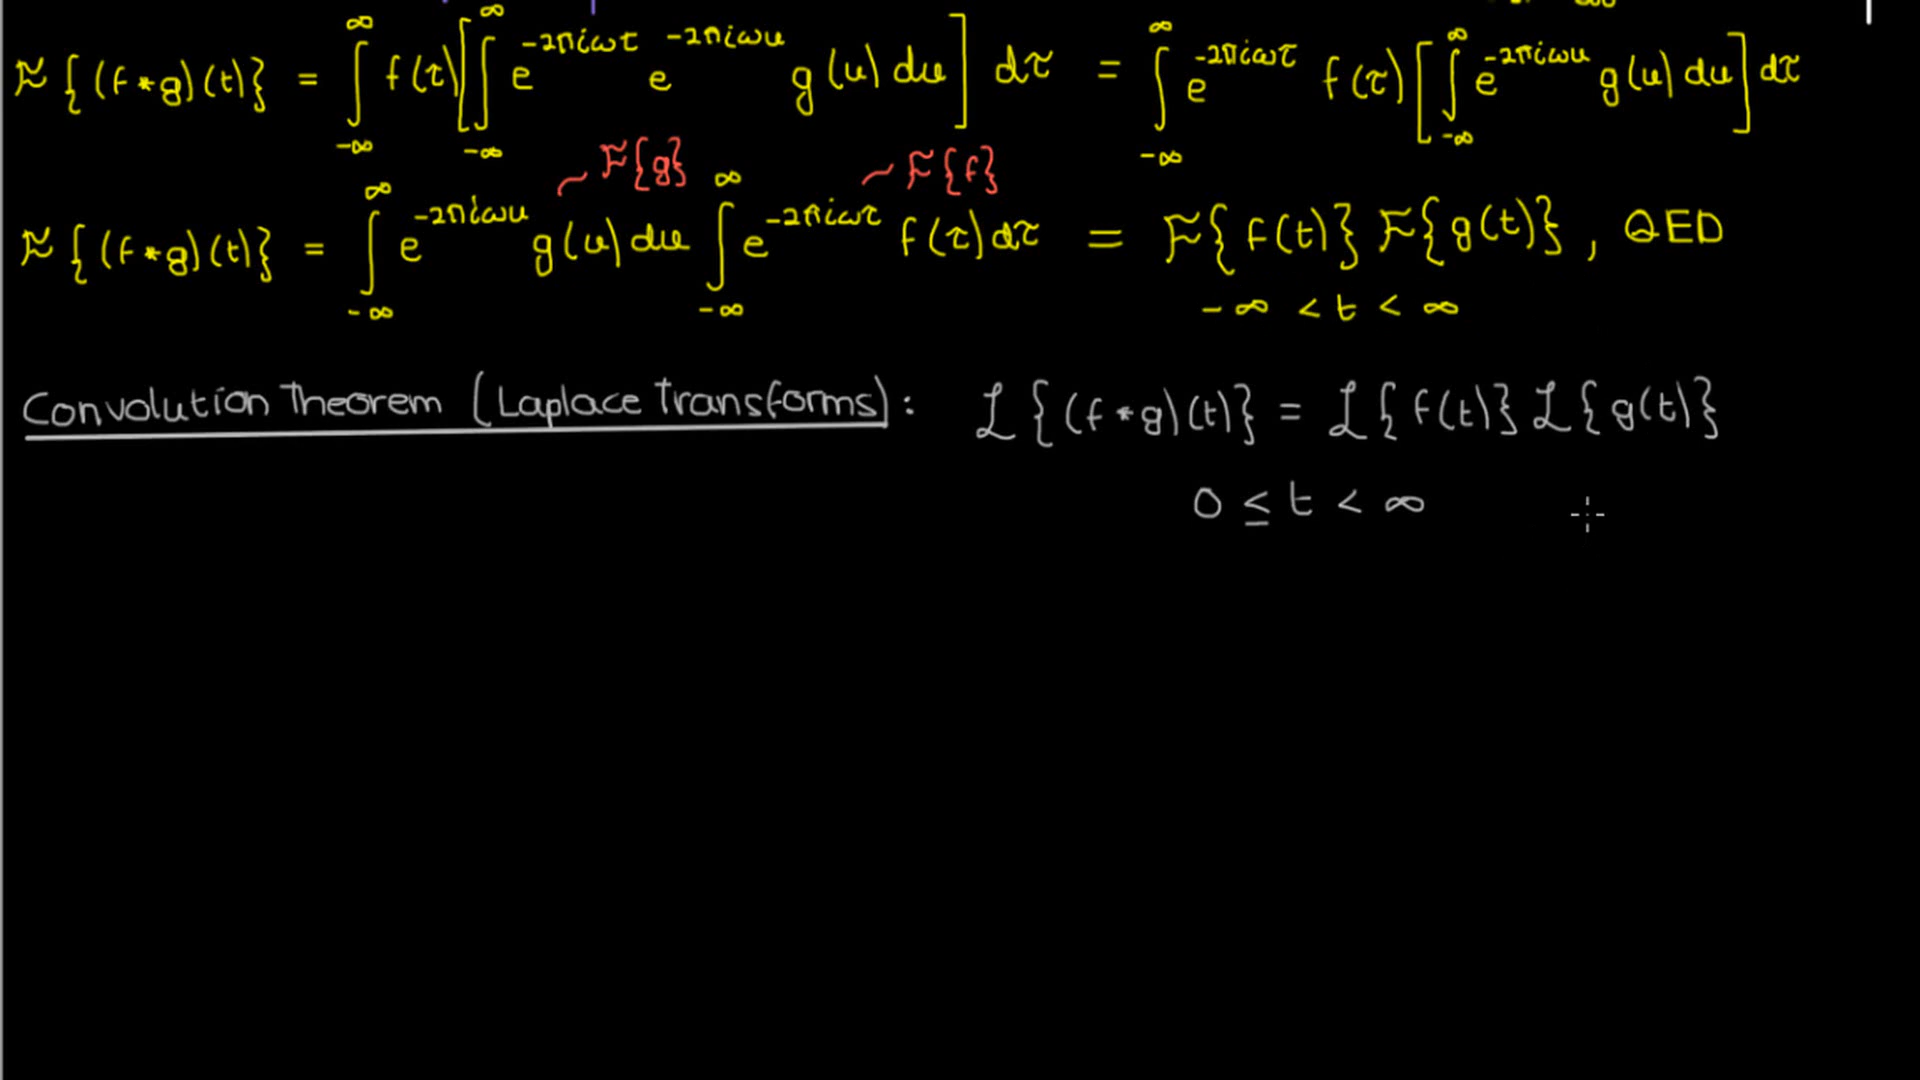 ℱ{(f*g)(t)} = ∫_{-∞}^{∞} f(τ)[∫_{-∞}^{∞} e^{-2πiωτ} e^{-2πiωu} g(u) du] dτ = ∫_{-∞}^{∞} e^{-2πiωτ} f(τ)[∫_{-∞}^{∞} e^{-2πiωu} g(u) du] dτ
~ℱ{g} ~ℱ{f}
ℱ{(f*g)(t)} = ∫_{-∞}^{∞} e^{-2πiωu} g(u) du ∫_{-∞}^{∞} e^{-2πiωτ} f(τ) dτ = ℱ{f(t)} ℱ{g(t)}, QED
-∞ < t < ∞
Convolution Theorem (Laplace Transforms): ℒ{(f*g)(t)} = ℒ{f(t)} ℒ{g(t)}
0 ≤ t < ∞